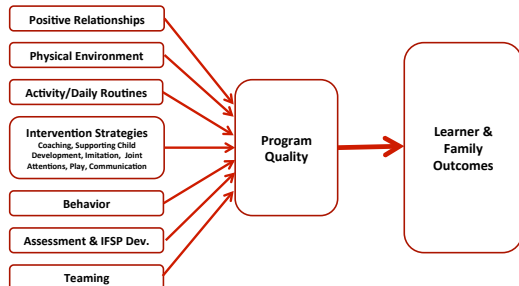 Positive Relationships
Physical Environment
Activity/Daily Routines
Intervention Strategies
Coaching, Supporting Child
Development, Imitation, Joint
Attentions, Play, Communication
Behavior
Assessment & IFSP Dev.
Teaming
Program
Quality
Learner &
Family
Outcomes